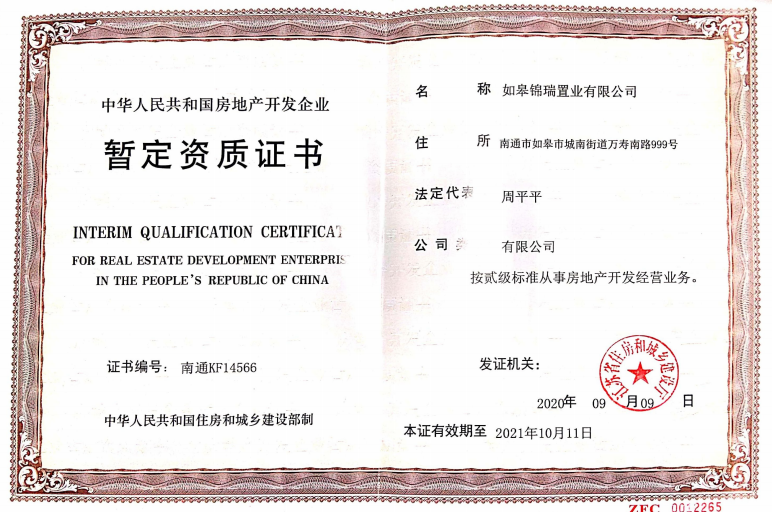 中华人民共和国房地产开发企业
暂定资质证书
INTERIM QUALIFICATION CERTIFICAT
FOR REAL ESTATE DEVELOPMENT ENTERPRIS
IN THE PEOPLE'S REPUBLIC OF CHINA
证书编号：南通KF14566
中华人民共和国住房和城乡建设部制
名 称 如皋锦瑞置业有限公司
住 所 南通市如皋市城南街道万寿南路999号
法定代表 周平平
公司类 有限公司
按贰级标准从事房地产开发经营业务。
发证机关：
江苏省住房和城乡建设厅
2020年 09 月09 日
本证有效期至 2021年10月11日
ZFC 0012265